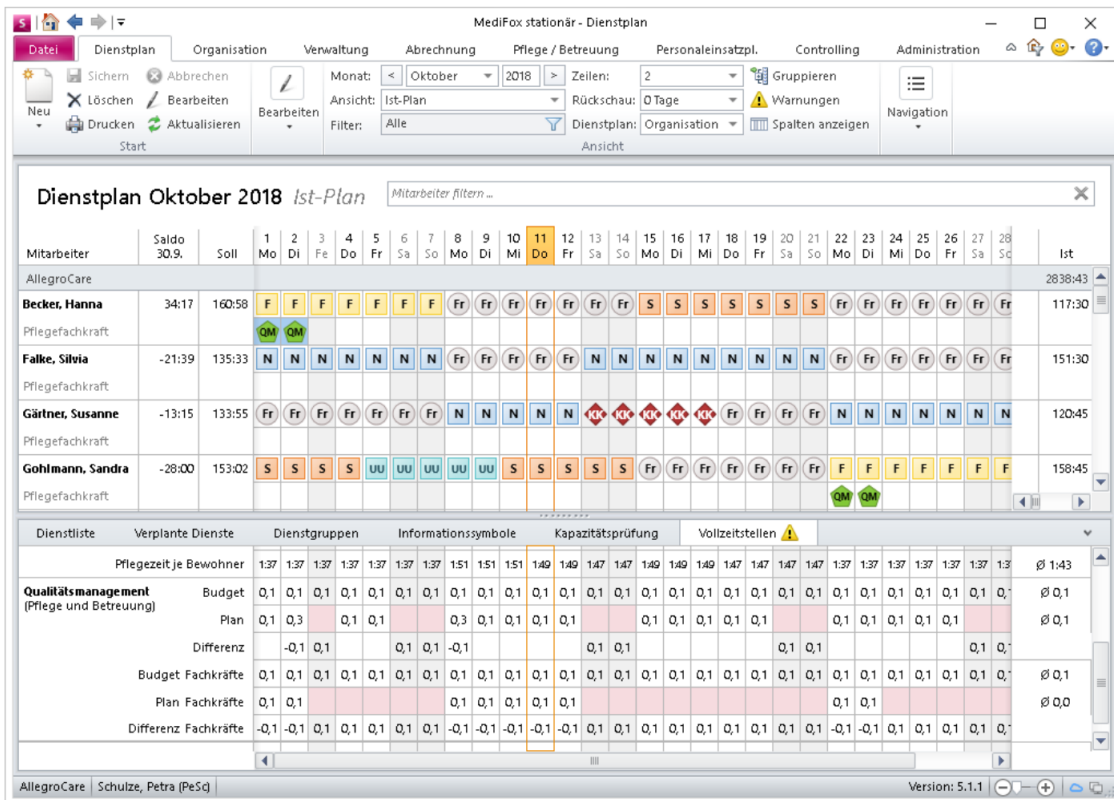 S
MediFox stationär - Dienstplan
Datei Dienstplan Organisation Verwaltung Abrechnung Pflege / Betreuung Personaleinsatzpl. Controlling Administration
Neu Sichern Abbrechen
Löschen Bearbeiten
Drucken Aktualisieren
Start
Bearbeiten
Monat: < Oktober 2018 > Zeilen: 2 Gruppieren
Ansicht: Ist-Plan Rückschau: 0 Tage Warnungen
Filter: Alle Dienstplan: Organisation Spalten anzeigen
Ansicht
Navigation
Dienstplan Oktober 2018 Ist-Plan Mitarbeiter filtern ...
Mitarbeiter Saldo 30.9. Soll 1 2 3 4 5 6 7 8 9 10 11 12 13 14 15 16 17 18 19 20 21 22 23 24 25 26 27 28 Ist
Mo Di Fe Do Fr Sa So Mo Di Mi Do Fr Sa So Mo Di Mi Do Fr Sa So Mo Di Mi Do Fr Sa
AllegroCare 2838:43
Becker, Hanna 34:17 160:58 F F F F F F F Fr Fr Fr Fr Fr Fr Fr S S S S S S S Fr Fr Fr Fr Fr Fr Fr 117:30
Pflegefachkraft QM QM
Falke, Silvia -21:39 135:33 N N N N N N N Fr Fr Fr Fr Fr N N N N N N N N N Fr Fr Fr Fr Fr Fr Fr 151:30
Pflegefachkraft
Gärtner, Susanne -13:15 133:55 Fr Fr Fr Fr Fr Fr Fr N N N N N KK KK KK KK KK Fr Fr Fr Fr N N N N N N N 120:45
Pflegefachkraft
Gohlmann, Sandra -28:00 153:02 S S S S UU UU UU UU UU S S S S S Fr Fr Fr Fr Fr Fr Fr F F F F F F F 158:45
Pflegefachkraft QM QM
Dienstliste Verplante Dienste Dienstgruppen Informationssymbole Kapazitätsprüfung Vollzeitstellen
Pflegezeit je Bewohner 1:37 1:37 1:37 1:37 1:37 1:37 1:37 1:51 1:51 1:51 1:49 1:49 1:47 1:47 1:49 1:49 1:49 1:47 1:47 1:47 1:47 1:37 1:37 1:37 1:37 1:37 1:37 Ø 1:43
Qualitätsmanagement Budget 0,1 0,1 0,1 0,1 0,1 0,1 0,1 0,1 0,1 0,1 0,1 0,1 0,1 0,1 0,1 0,1 0,1 0,1 0,1 0,1 0,1 0,1 0,1 0,1 0,1 0,1 0,1 Ø 0,1
(Pflege und Betreuung)
Plan 0,1 0,3 0,1 0,1 0,3 0,1 0,1 0,1 0,1 0,1 0,1 0,1 0,1 0,1 0,1 0,1 0,1 0,1 0,1 Ø 0,1
Differenz -0,1 0,1 0,1 0,1 -0,1 0,1 0,1 0,1 0,1 0,1
Budget Fachkräfte 0,1 0,1 0,1 0,1 0,1 0,1 0,1 0,1 0,1 0,1 0,1 0,1 0,1 0,1 0,1 0,1 0,1 0,1 0,1 0,1 0,1 0,1 0,1 0,1 0,1 0,1 0,1 Ø 0,1
Plan Fachkräfte 0,1 0,1 0,1 0,1 0,1 0,1 0,1 0,1 0,1 Ø 0,0
Differenz Fachkräfte -0,1 -0,1 0,1 0,1 0,1 0,1 0,1 -0,1 -0,1 -0,1 -0,1 -0,1 0,1 0,1 0,1 0,1 0,1 0,1 0,1 0,1 0,1 -0,1 -0,1 0,1 0,1 0,1 0,1
AllegroCare Schulze, Petra (PeSc) Version: 5.1.1